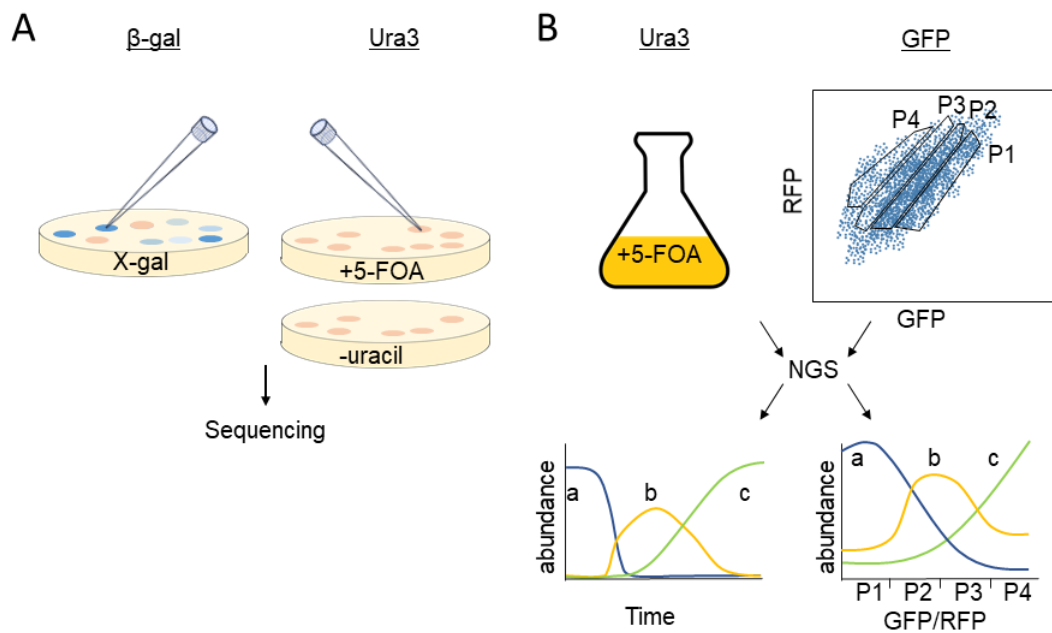 A
β-gal
Ura3
X-gal
+5-FOA
-uracil
Sequencing
B
Ura3
GFP
+5-FOA
RFP
P4
P3
P2
P1
GFP
NGS
abundance
a
b
c
Time
abundance
a
b
c
P1
P2
P3
P4
GFP/RFP